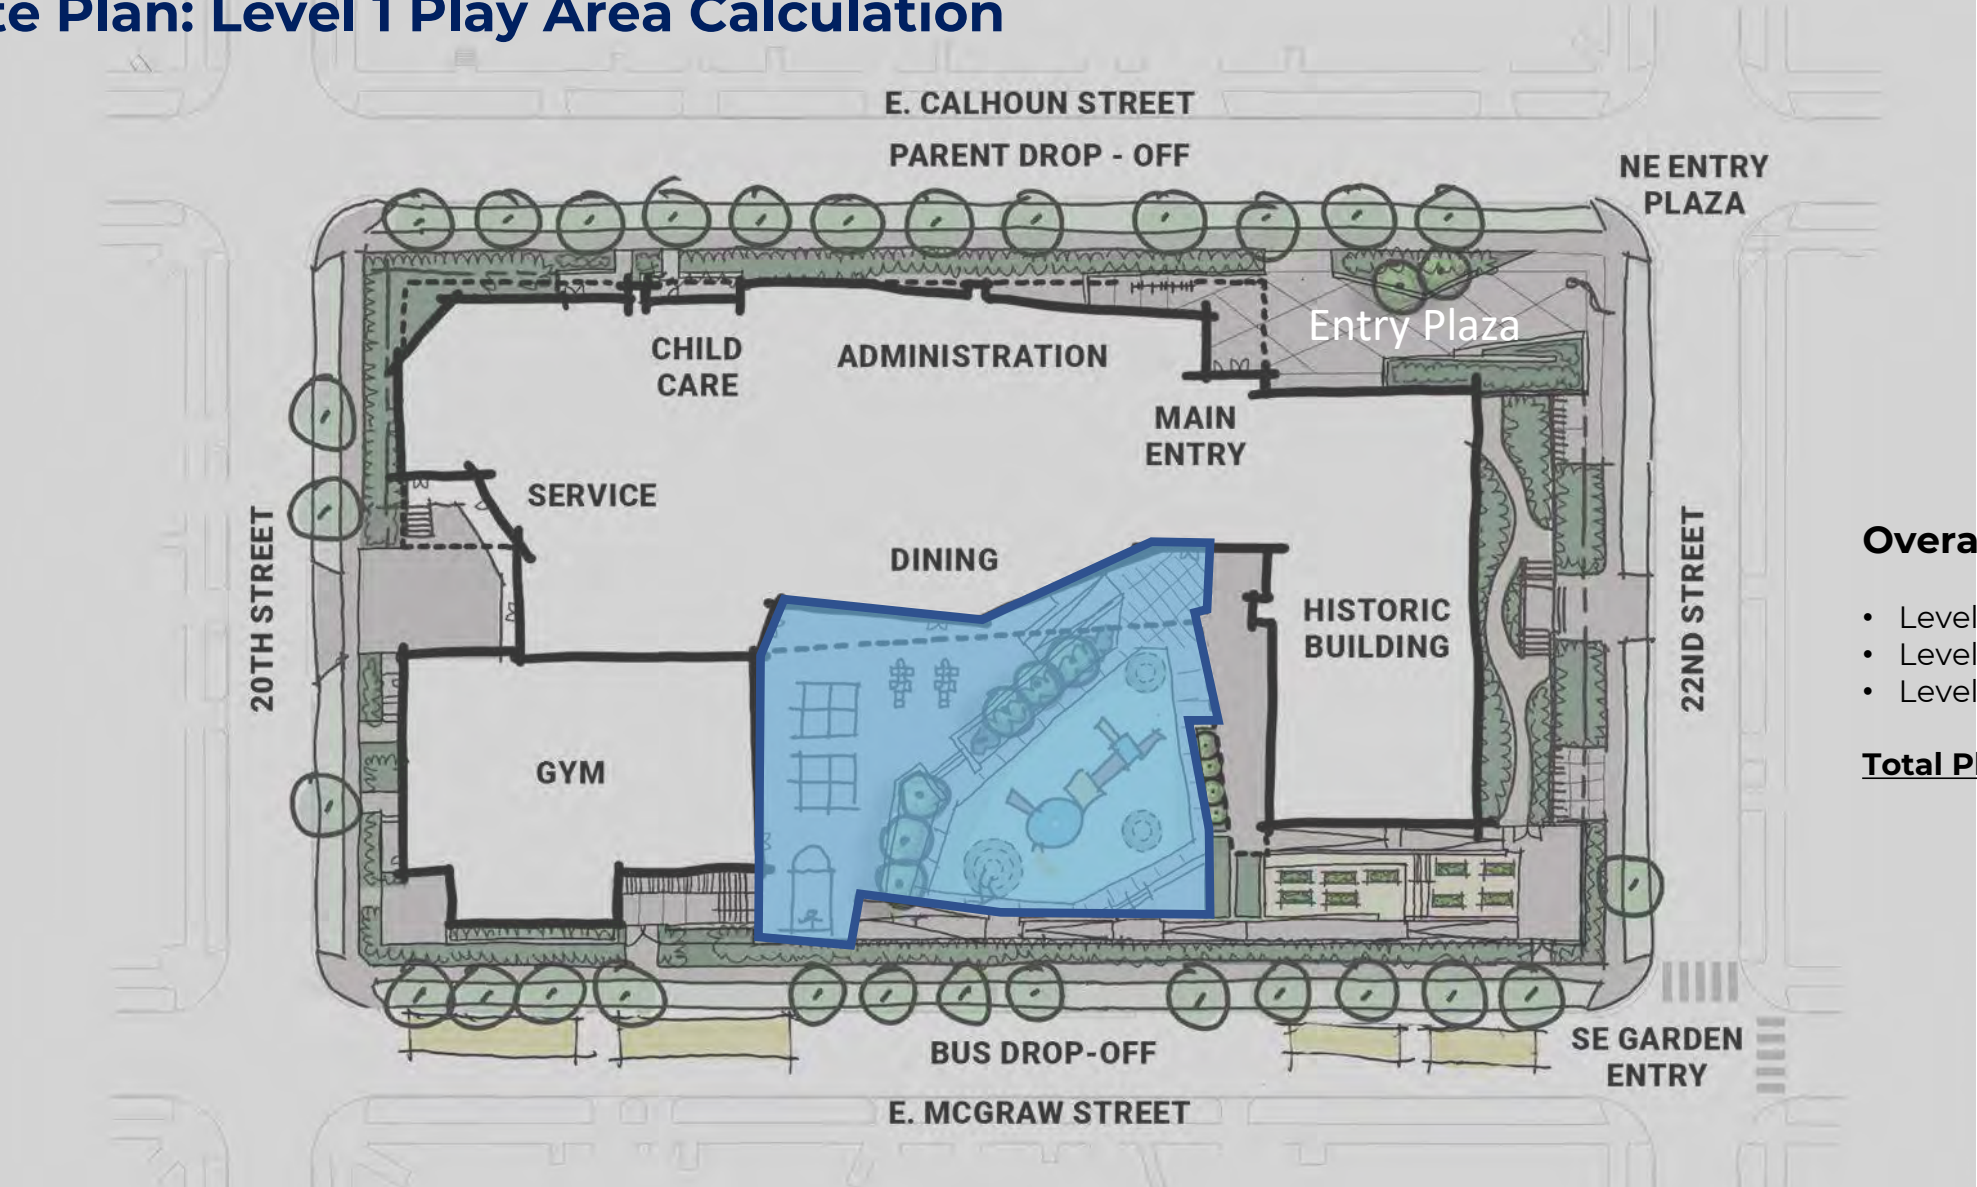 te Plan: Level 1 Play Area Calculation
E. CALHOUN STREET
PARENT DROP - OFF
NE ENTRY
PLAZA
Entry Plaza
CHILD
CARE
ADMINISTRATION
MAIN
ENTRY
SERVICE
DINING
20TH STREET
HISTORIC
BUILDING
22ND STREET
GYM
Overa
• Level
• Level
• Level
Total Pl
BUS DROP-OFF
SE GARDEN
ENTRY
E. MCGRAW STREET